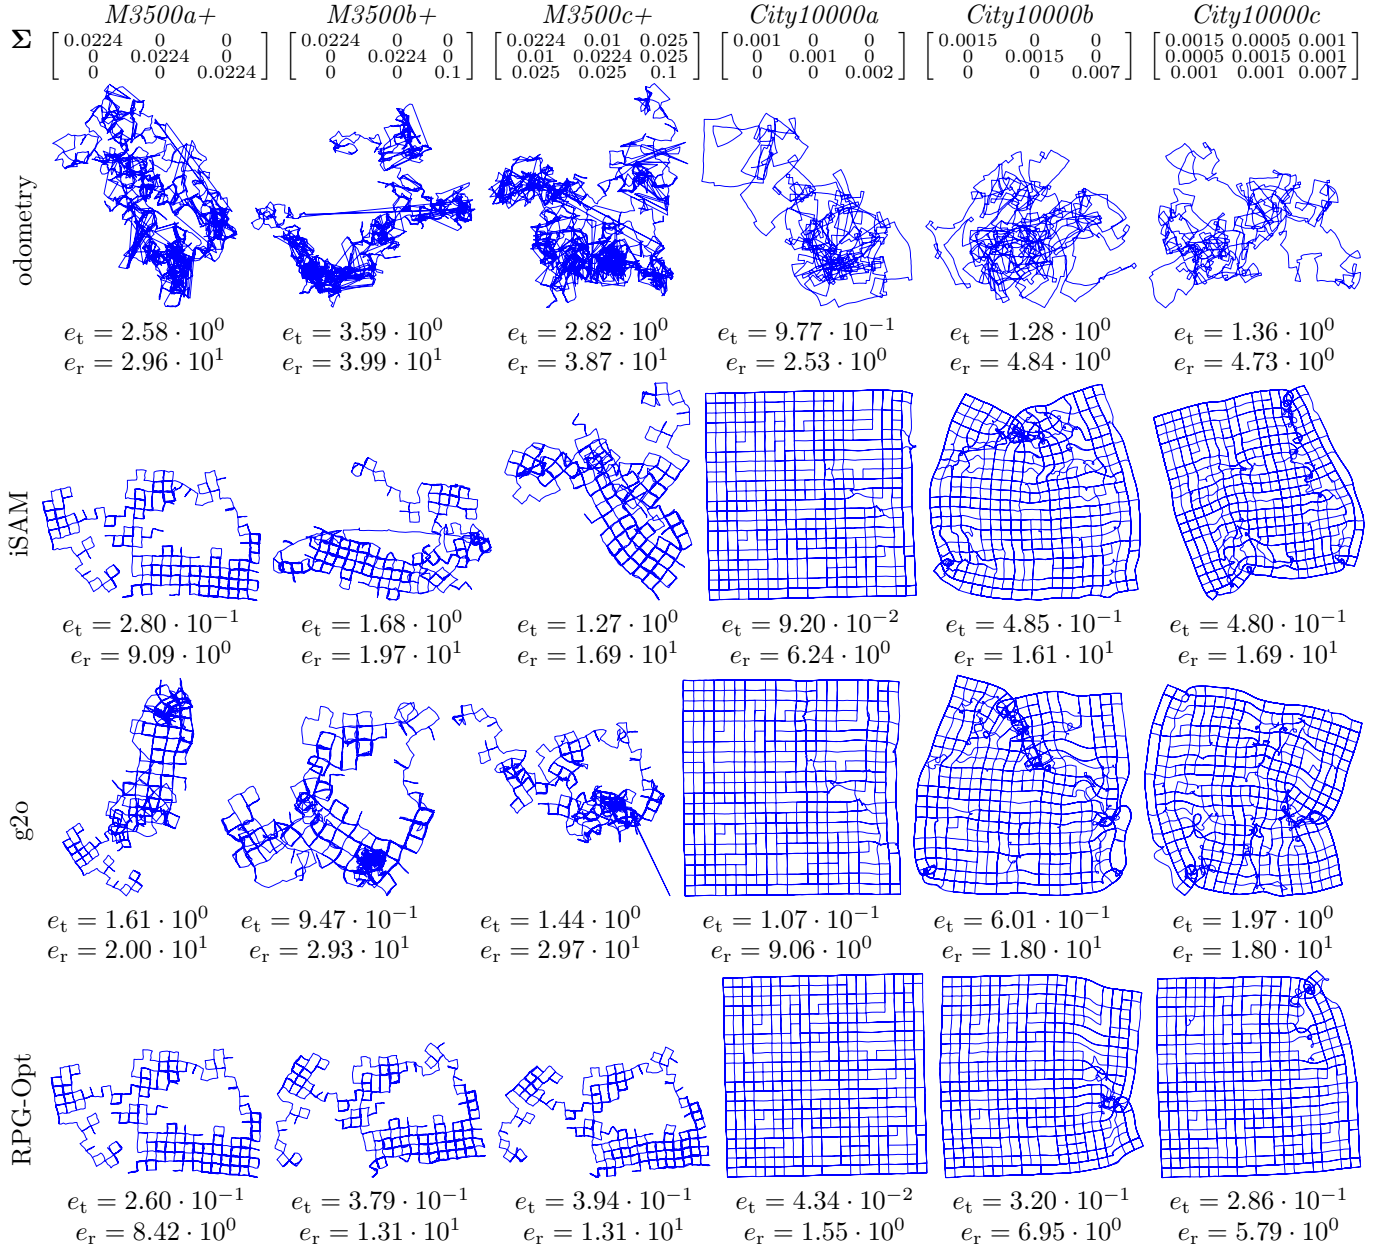 M3500a+ M3500b+ M3500c+ City10000a City10000b City10000c
Σ
0.0224 0 0 0.0224 0 0 0.0224 0.01 0.025 0.001 0 0 0.0015 0 0 0.0015 0.0005 0.001
0 0.0224 0 0 0.0224 0 0.01 0.0224 0.025 0 0.001 0 0 0.0015 0 0.0005 0.0015 0.001
0 0 0.0224 0 0 0.1 0.025 0.025 0.1 0 0 0.002 0 0 0.007 0.001 0.001 0.007
odometry
e_t = 2.58 · 10^0 e_t = 3.59 · 10^0 e_t = 2.82 · 10^0 e_t = 9.77 · 10^−1 e_t = 1.28 · 10^0 e_t = 1.36 · 10^0
e_r = 2.96 · 10^1 e_r = 3.99 · 10^1 e_r = 3.87 · 10^1 e_r = 2.53 · 10^0 e_r = 4.84 · 10^0 e_r = 4.73 · 10^0
iSAM
e_t = 2.80 · 10^−1 e_t = 1.68 · 10^0 e_t = 1.27 · 10^0 e_t = 9.20 · 10^−2 e_t = 4.85 · 10^−1 e_t = 4.80 · 10^−1
e_r = 9.09 · 10^0 e_r = 1.97 · 10^1 e_r = 1.69 · 10^1 e_r = 6.24 · 10^0 e_r = 1.61 · 10^1 e_r = 1.69 · 10^1
g2o
e_t = 1.61 · 10^0 e_t = 9.47 · 10^−1 e_t = 1.44 · 10^0 e_t = 1.07 · 10^−1 e_t = 6.01 · 10^−1 e_t = 1.97 · 10^0
e_r = 2.00 · 10^1 e_r = 2.93 · 10^1 e_r = 2.97 · 10^1 e_r = 9.06 · 10^0 e_r = 1.80 · 10^1 e_r = 1.80 · 10^1
RPG-Opt
e_t = 2.60 · 10^−1 e_t = 3.79 · 10^−1 e_t = 3.94 · 10^−1 e_t = 4.34 · 10^−2 e_t = 3.20 · 10^−1 e_t = 2.86 · 10^−1
e_r = 8.42 · 10^0 e_r = 1.31 · 10^1 e_r = 1.31 · 10^1 e_r = 1.55 · 10^0 e_r = 6.95 · 10^0 e_r = 5.79 · 10^0